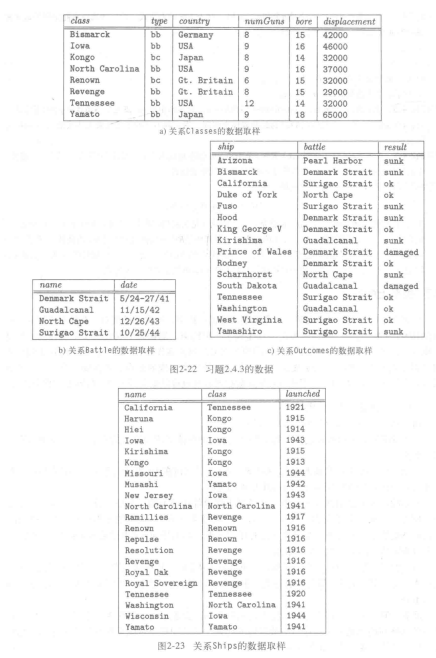 class type country numGuns bore displacement
Bismarck bb Germany 8 15 42000
Iowa bb USA 9 16 46000
Kongo bc Japan 8 14 32000
North Carolina bb USA 9 16 37000
Renown bc Gt. Britain 6 15 32000
Revenge bb Gt. Britain 8 15 29000
Tennessee bb USA 12 14 32000
Yamato bb Japan 9 18 65000
a) 关系Classes的数据取样
ship battle result
Arizona Pearl Harbor sunk
Bismarck Denmark Strait sunk
California Surigao Strait ok
Duke of York North Cape ok
Fuso Surigao Strait sunk
Hood Denmark Strait sunk
King George V Denmark Strait ok
Kirishima Guadalcanal sunk
Prince of Wales Denmark Strait damaged
Rodney Denmark Strait ok
Scharnhorst North Cape sunk
South Dakota Guadalcanal damaged
Tennessee Surigao Strait ok
Washington Guadalcanal ok
West Virginia Surigao Strait ok
Yamashiro Surigao Strait sunk
name date
Denmark Strait 5/24-27/41
Guadalcanal 11/15/42
North Cape 12/26/43
Surigao Strait 10/25/44
b) 关系Battle的数据取样
c) 关系Outcomes的数据取样
图2-22 习题2.4.3的数据
name class launched
California Tennessee 1921
Haruna Kongo 1915
Hiei Kongo 1914
Iowa Iowa 1943
Kirishima Kongo 1915
Kongo Kongo 1913
Missouri Iowa 1944
Musashi Yamato 1942
New Jersey Iowa 1943
North Carolina North Carolina 1941
Ramillies Revenge 1917
Renown Renown 1916
Repulse Renown 1916
Resolution Revenge 1916
Revenge Revenge 1916
Royal Oak Revenge 1916
Royal Sovereign Revenge 1916
Tennessee Tennessee 1920
Washington North Carolina 1941
Wisconsin Iowa 1944
Yamato Yamato 1941
图2-23 关系Ships的数据取样